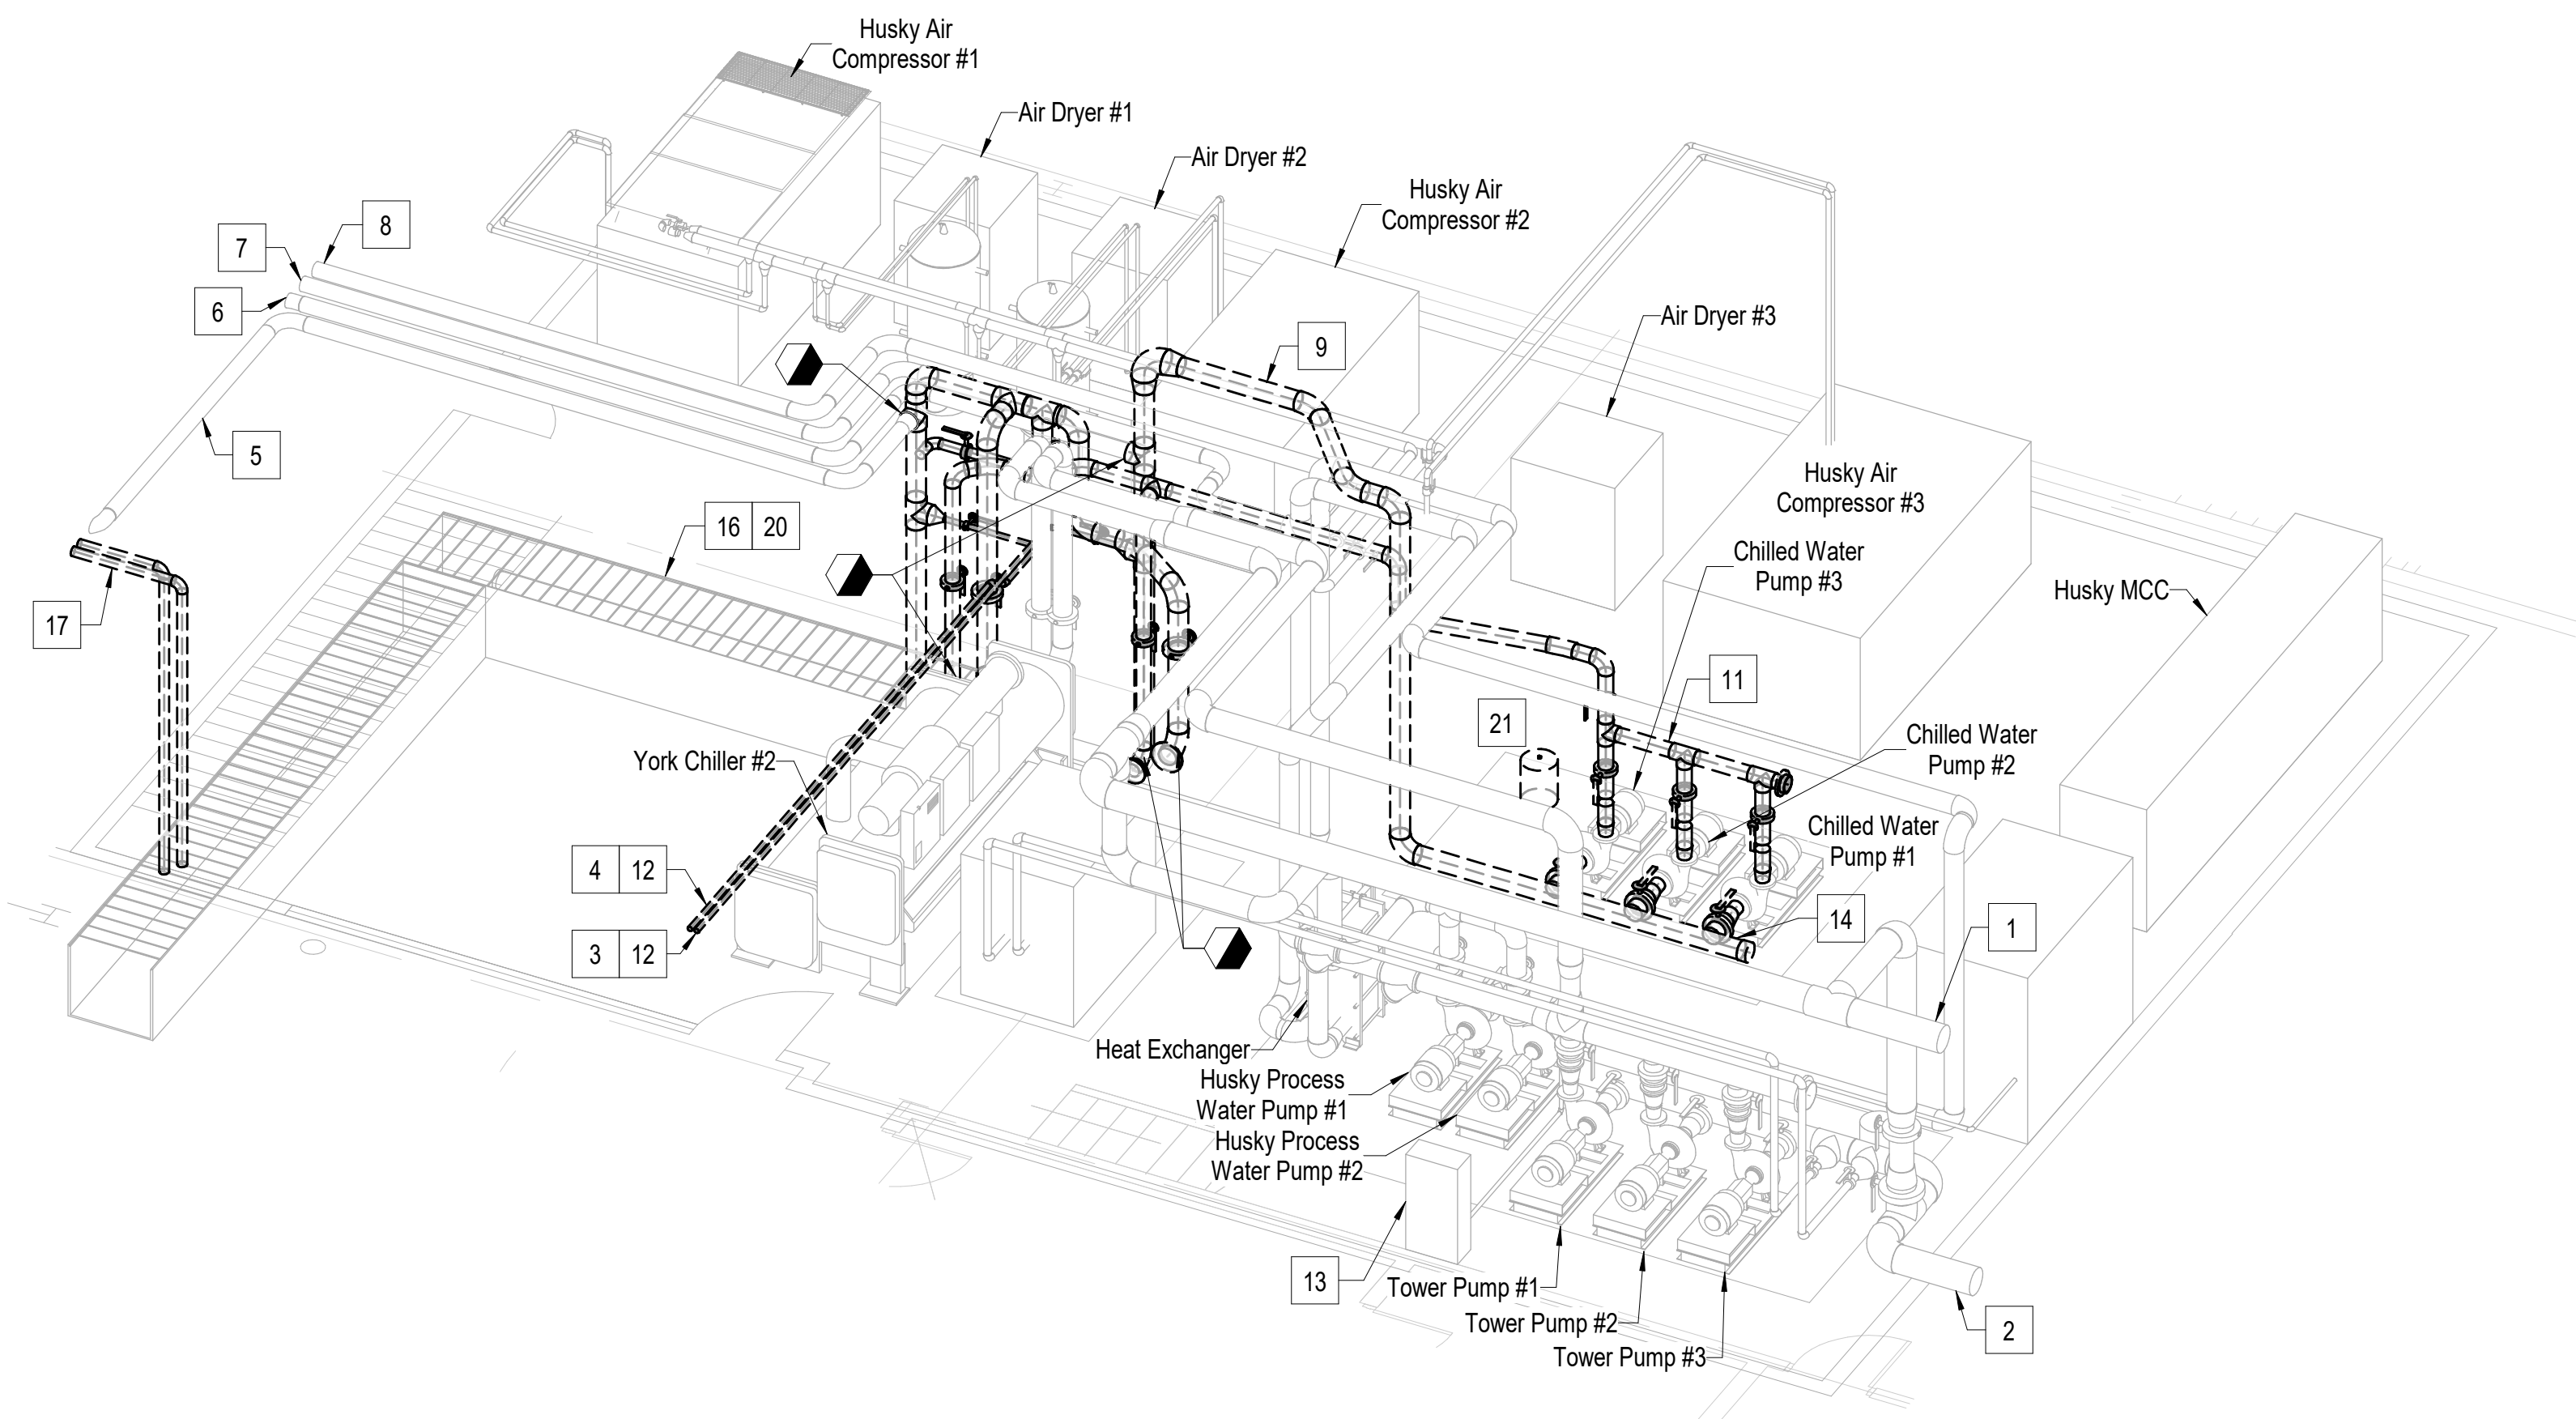 Husky Air
Compressor #1
Air Dryer #1
Air Dryer #2
Husky Air
Compressor #2
8
7
6
9
Air Dryer #3
5
Husky Air
Compressor #3
16 20
Chilled Water
Pump #3
Husky MCC
17
11
21
Chilled Water
Pump #2
York Chiller #2
Chilled Water
Pump #1
4 12
14
1
3 12
Heat Exchanger
Husky Process
Water Pump #1
Husky Process
Water Pump #2
13
Tower Pump #1
Tower Pump #2
2
Tower Pump #3